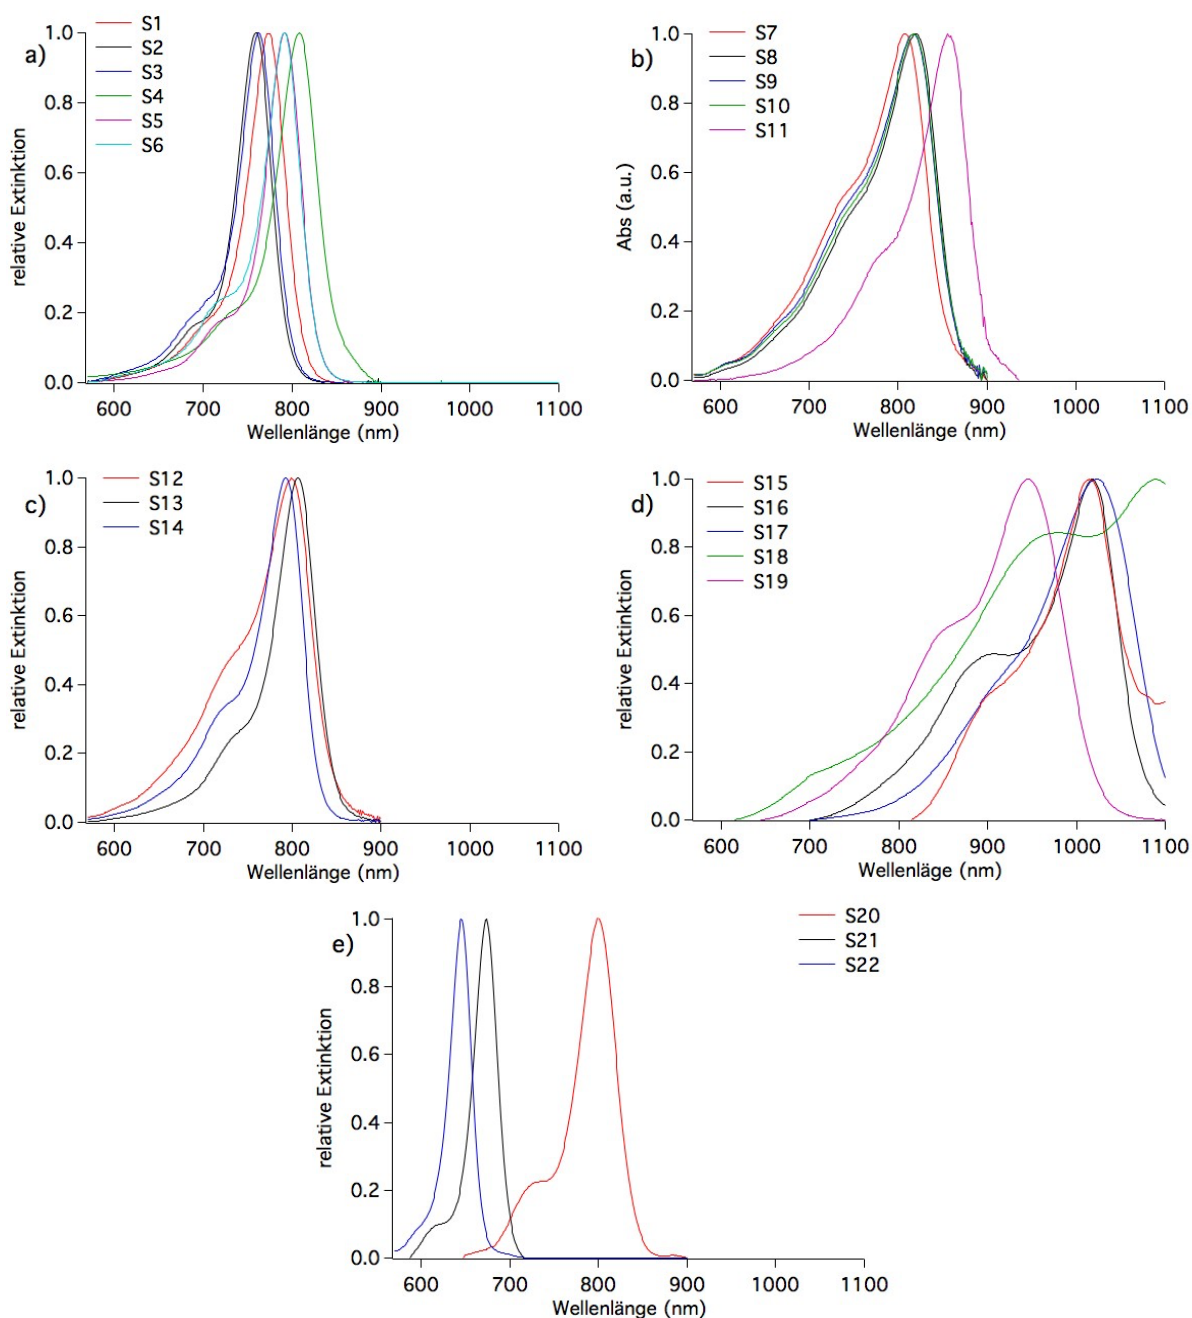 a)
S1
S2
S3
S4
S5
S6
relative Extinktion
1.0
0.8
0.6
0.4
0.2
0.0
600 700 800 900 1000 1100
Wellenlänge (nm)
b)
S7
S8
S9
S10
S11
Abs (a.u.)
1.0
0.8
0.6
0.4
0.2
0.0
600 700 800 900 1000 1100
Wellenlänge (nm)
c)
S12
S13
S14
relative Extinktion
1.0
0.8
0.6
0.4
0.2
0.0
600 700 800 900 1000 1100
Wellenlänge (nm)
d)
S15
S16
S17
S18
S19
relative Extinktion
1.0
0.8
0.6
0.4
0.2
0.0
600 700 800 900 1000 1100
Wellenläge (nm)
e)
S20
S21
S22
relative Extinktion
1.0
0.8
0.6
0.4
0.2
0.0
600 700 800 900 1000 1100
Wellenlänge (nm)